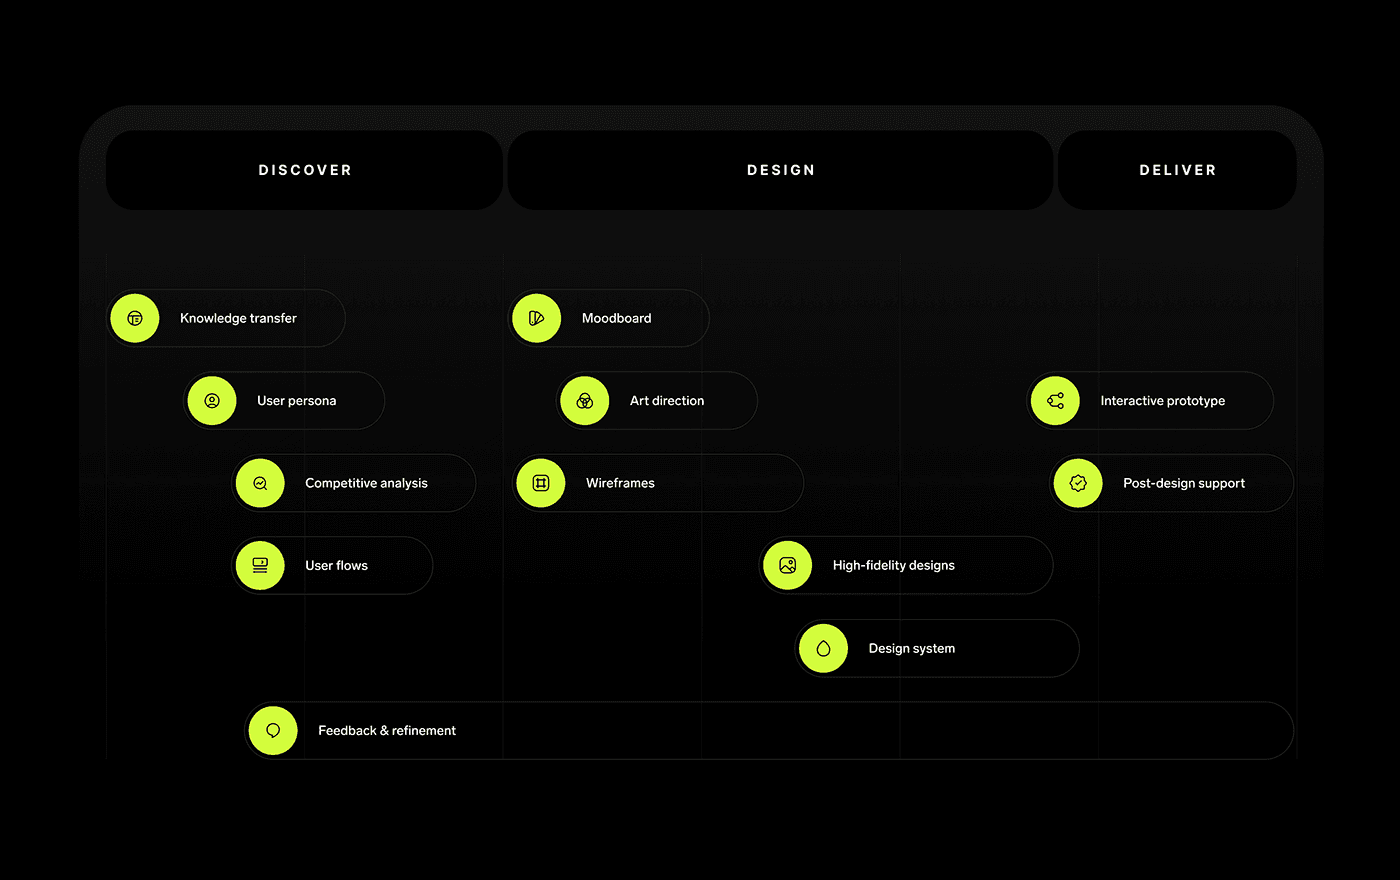 DISCOVER
DESIGN
DELIVER
Knowledge transfer
Moodboard
User persona
Art direction
Interactive prototype
Competitive analysis
Wireframes
Post-design support
User flows
High-fidelity designs
Design system
Feedback & refinement